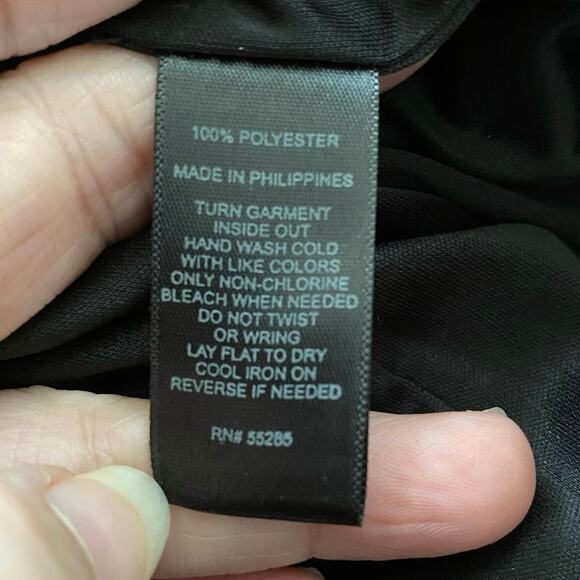 100% POLYESTER
MADE IN PHILIPPINES
TURN GARMENT
INSIDE OUT
HAND WASH COLD
WITH LIKE COLORS
ONLY NON-CHLORINE
BLEACH WHEN NEEDED
DO NOT TWIST
OR WRING
LAY FLAT TO DRY
COOL IRON ON
REVERSE IF NEEDED
RN# 55285